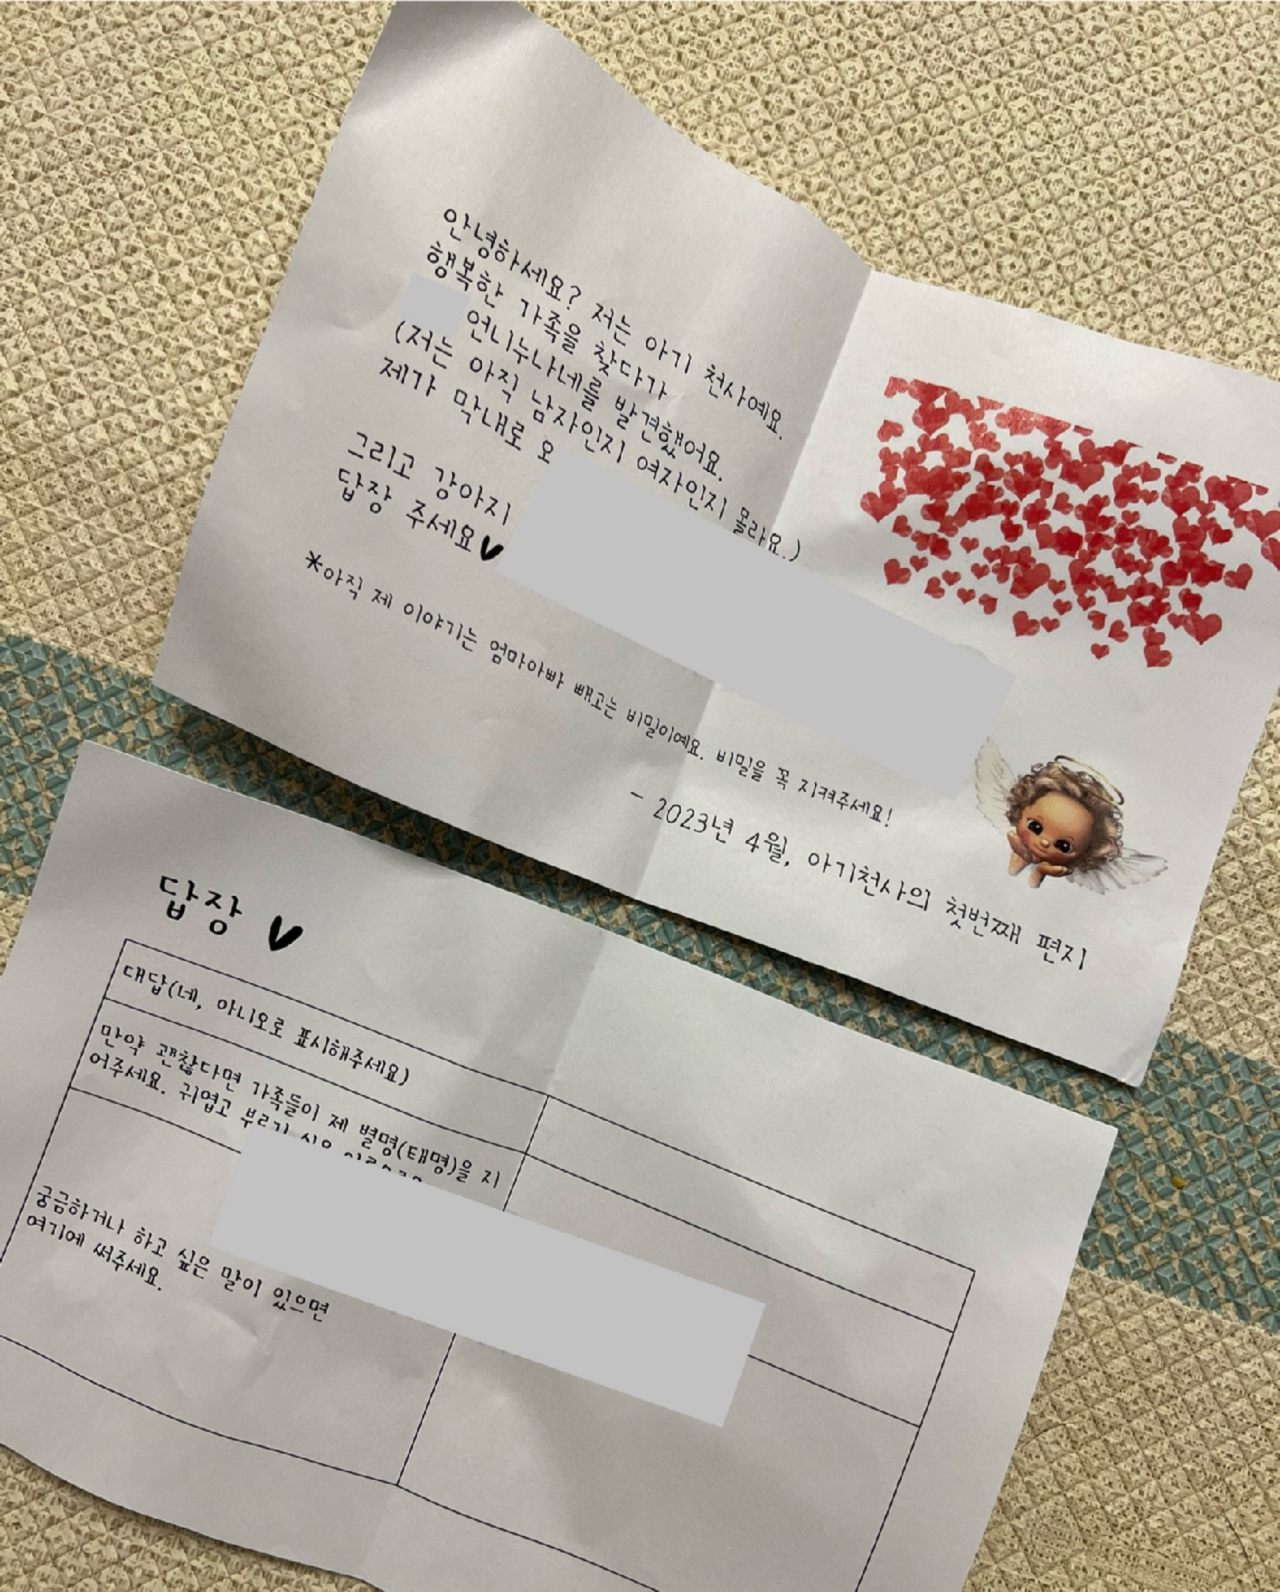 안녕하세요? 저는 아기 천사예요.
행복한 가족을 찾다가
언니누나네를 발견했어요.
(저는 아직 남자인지 여자인지 몰라요.)
제가 막내로 오
그리고 강아지
답장 주세요♥
*아직 제 이야기는 엄마아빠 빼고는 비밀이예요. 비밀을 꼭 지켜주세요!
- 2023년 4월, 아기천사의 첫번째 편지
답장 ♥
대답(네, 아니오로 표시해주세요)
만약 괜찮다면 가족들이 제 별명(태명)을 지
어주세요. 귀엽고 부르기
궁금하거나 하고 싶은 말이 있으면
여기에 써주세요.